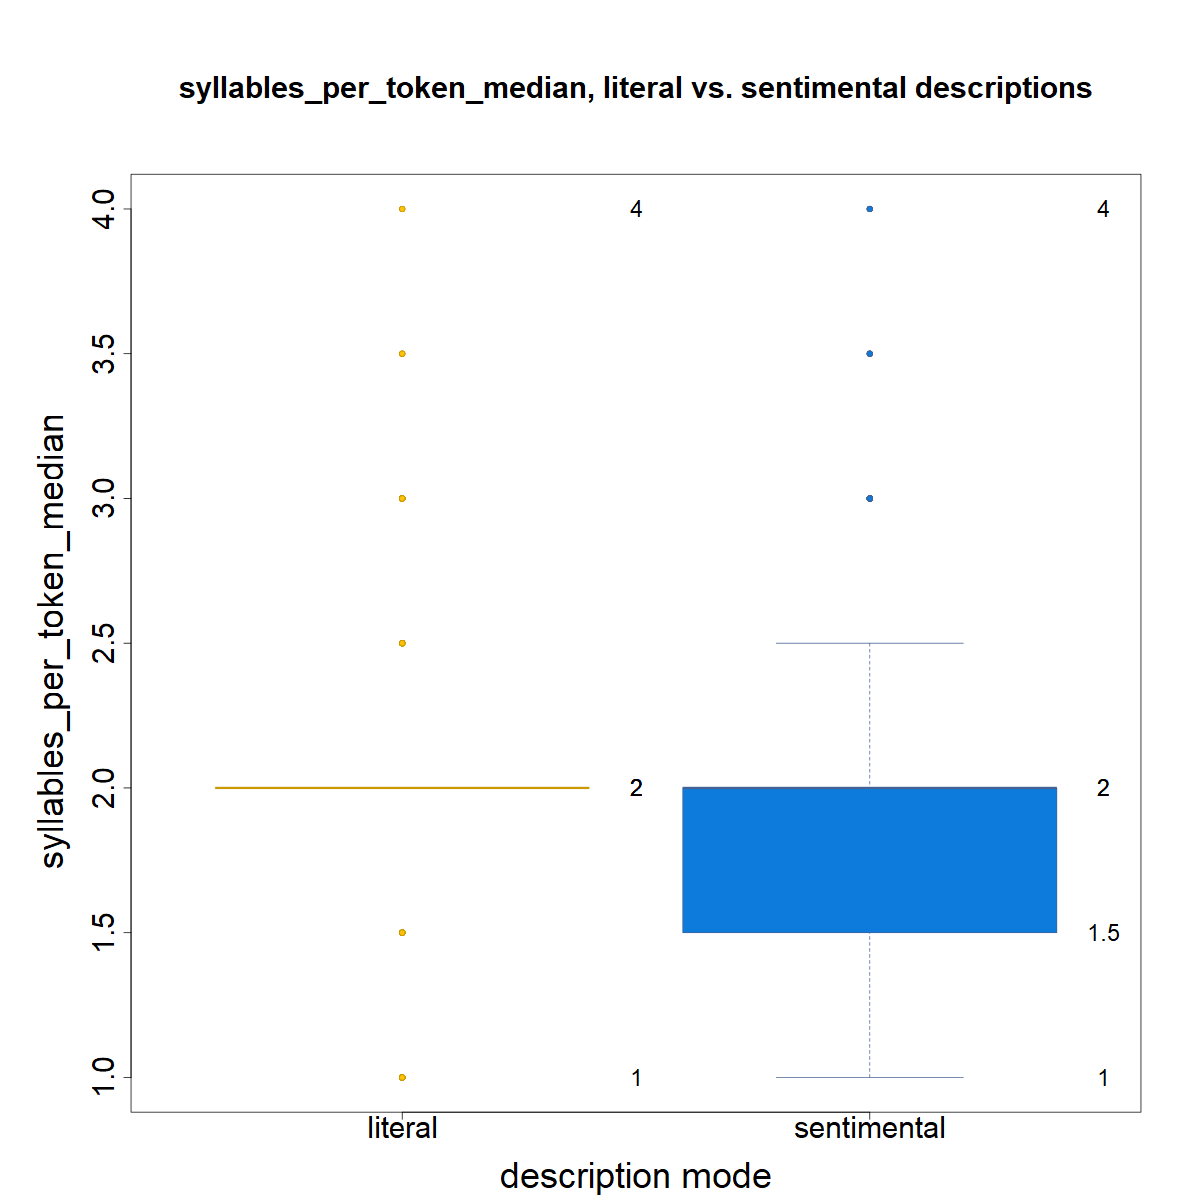 syllables_per_token_median, literal vs. sentimental descriptions
syllables_per_token_median
4.0
3.5
3.0
2.5
2.0
1.5
1.0
4
4
2
2
1.5
1
1
literal
sentimental
description mode